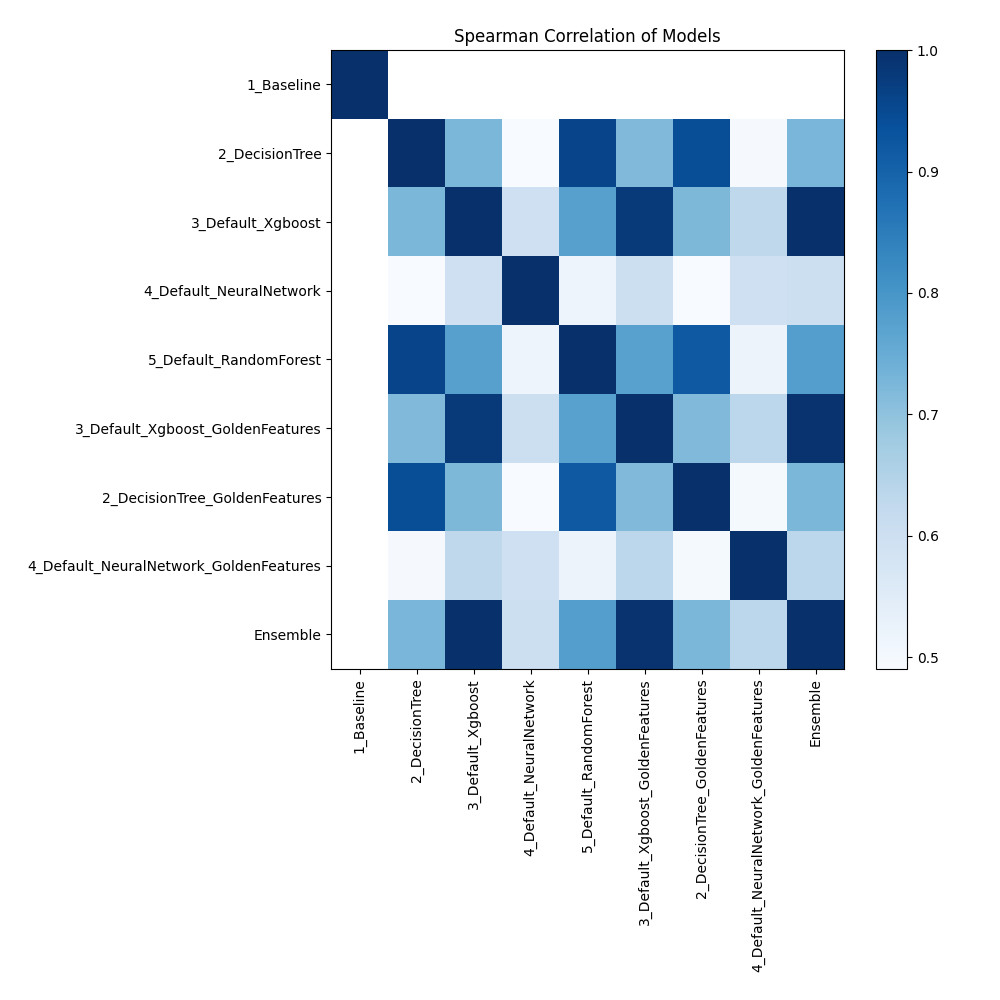 Spearman Correlation of Models
1_Baseline
2_DecisionTree
3_Default_Xgboost
4_Default_NeuralNetwork
5_Default_RandomForest
3_Default_Xgboost_GoldenFeatures
2_DecisionTree_GoldenFeatures
4_Default_NeuralNetwork_GoldenFeatures
Ensemble
1_Baseline
2_DecisionTree
3_Default_Xgboost
4_Default_NeuralNetwork
5_Default_RandomForest
3_Default_Xgboost_GoldenFeatures
2_DecisionTree_GoldenFeatures
4_Default_NeuralNetwork_GoldenFeatures
Ensemble
1.0
0.9
0.8
0.7
0.6
0.5